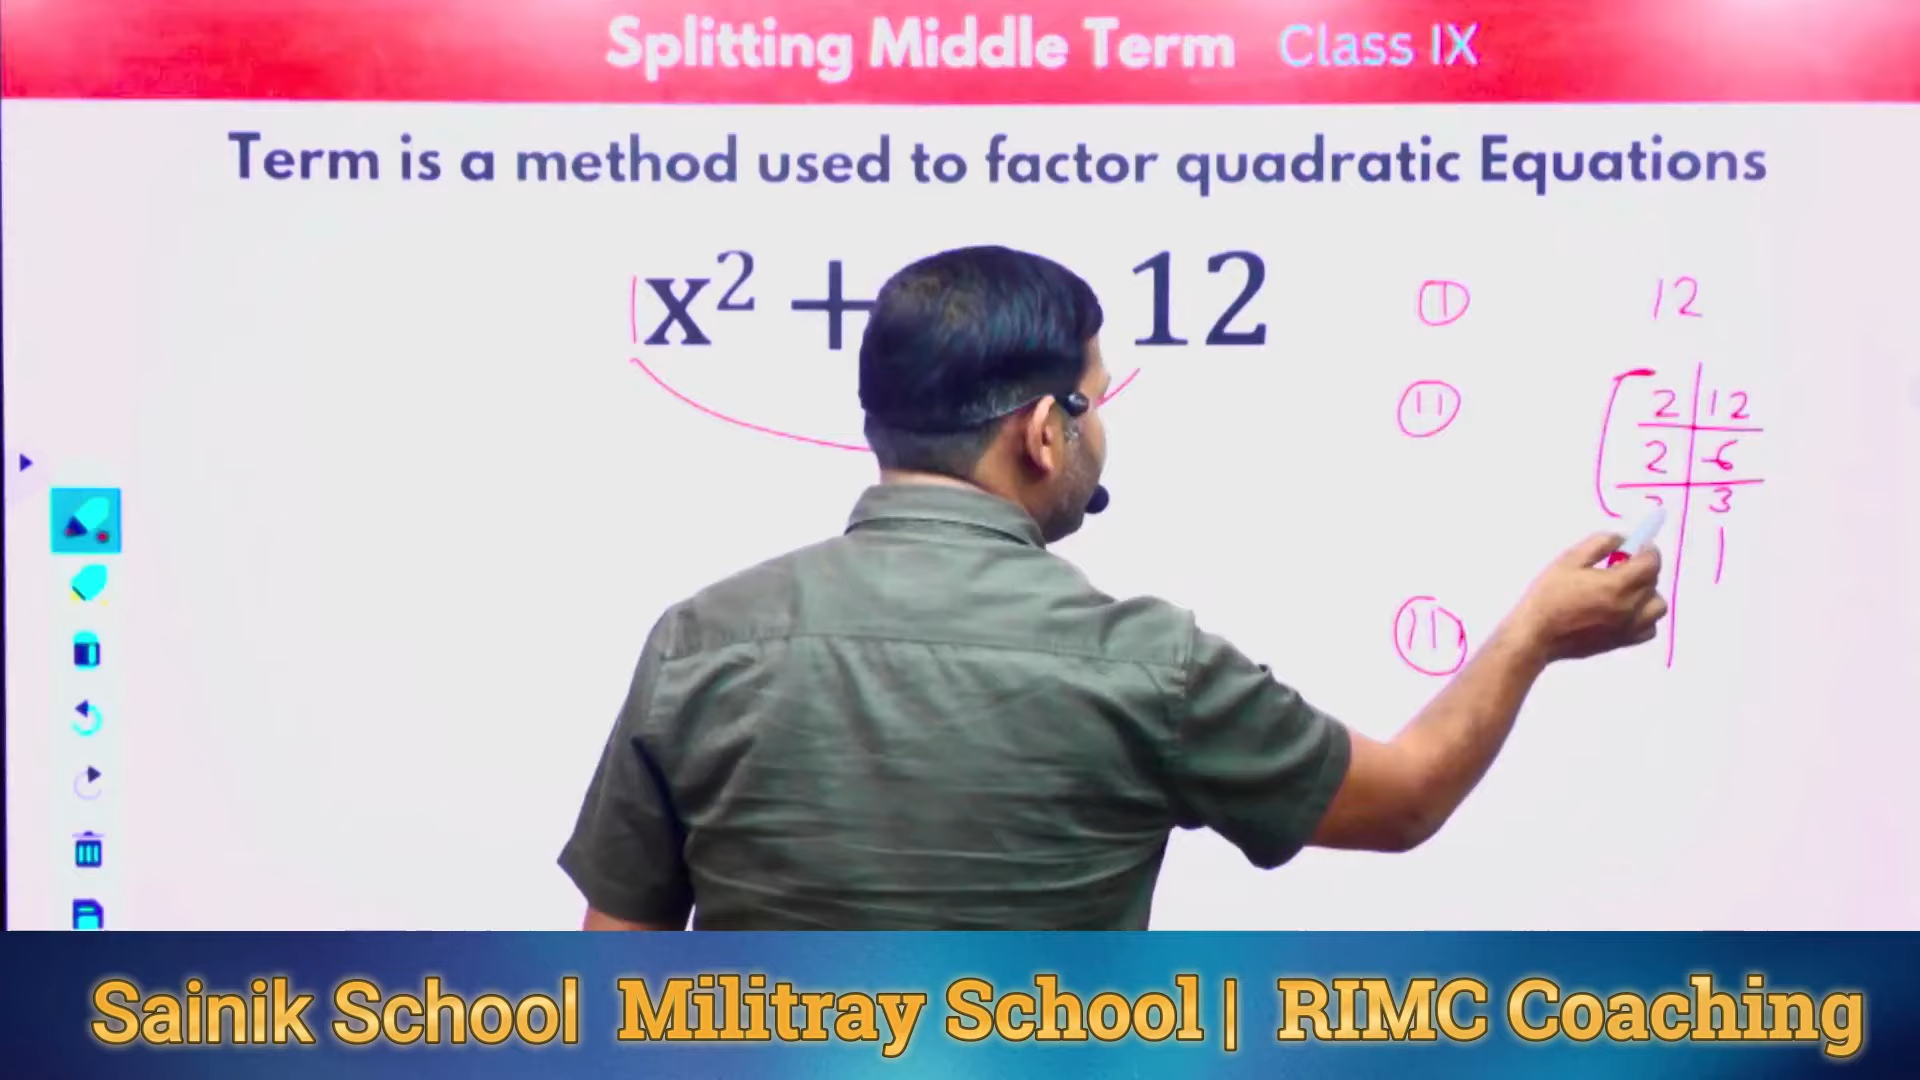 Splitting Middle Term Class IX
Term is a method used to factor quadratic Equations
x² + 12
① 12
2 12
⑪ 2 6
3
1
⑪
Sainik School Militray School | RIMC Coaching